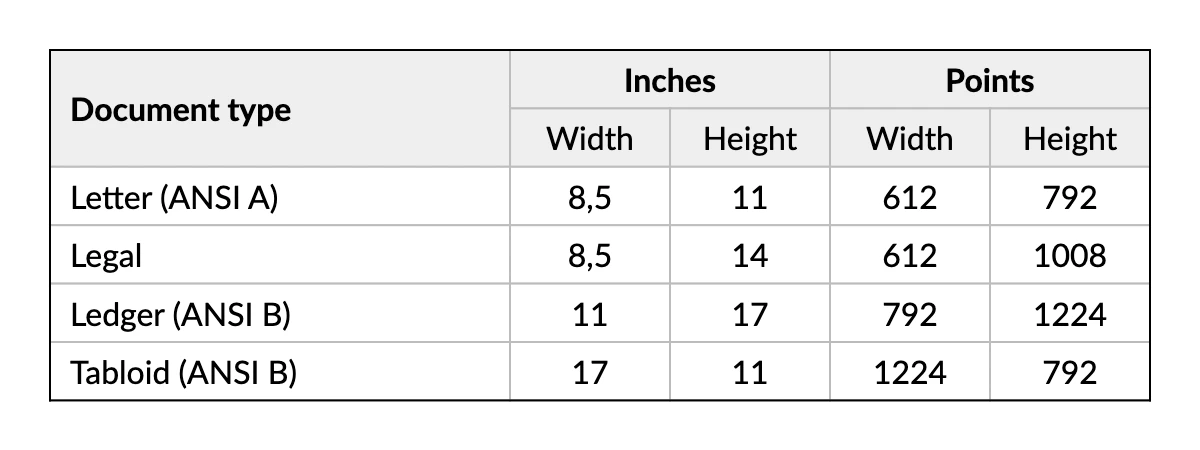 Document type Inches Points
Width Height Width Height
Letter (ANSI A) 8,5 11 612 792
Legal 8,5 14 612 1008
Ledger (ANSI B) 11 17 792 1224
Tabloid (ANSI B) 17 11 1224 792